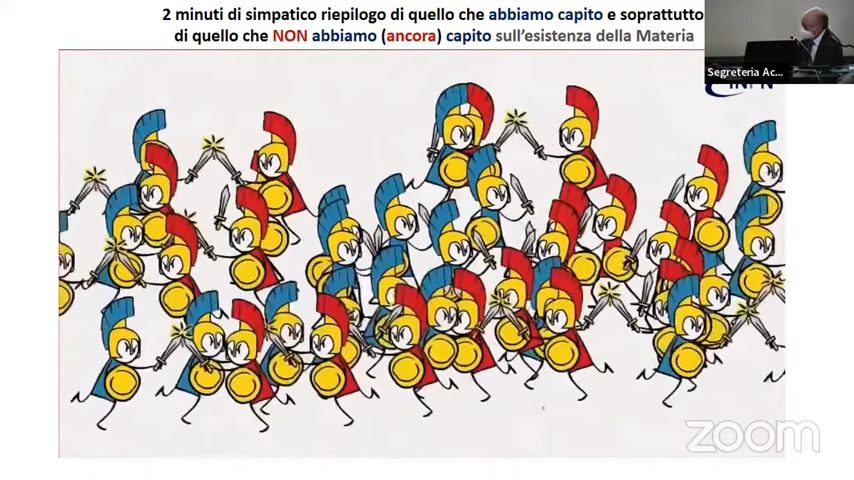 2 minuti di simpatico riepilogo di quello che abbiamo capito e soprattutto
di quello che NON abbiamo (ancora) capito sull'esistenza della Materia
Segreteria Ac...
INFN
zoom